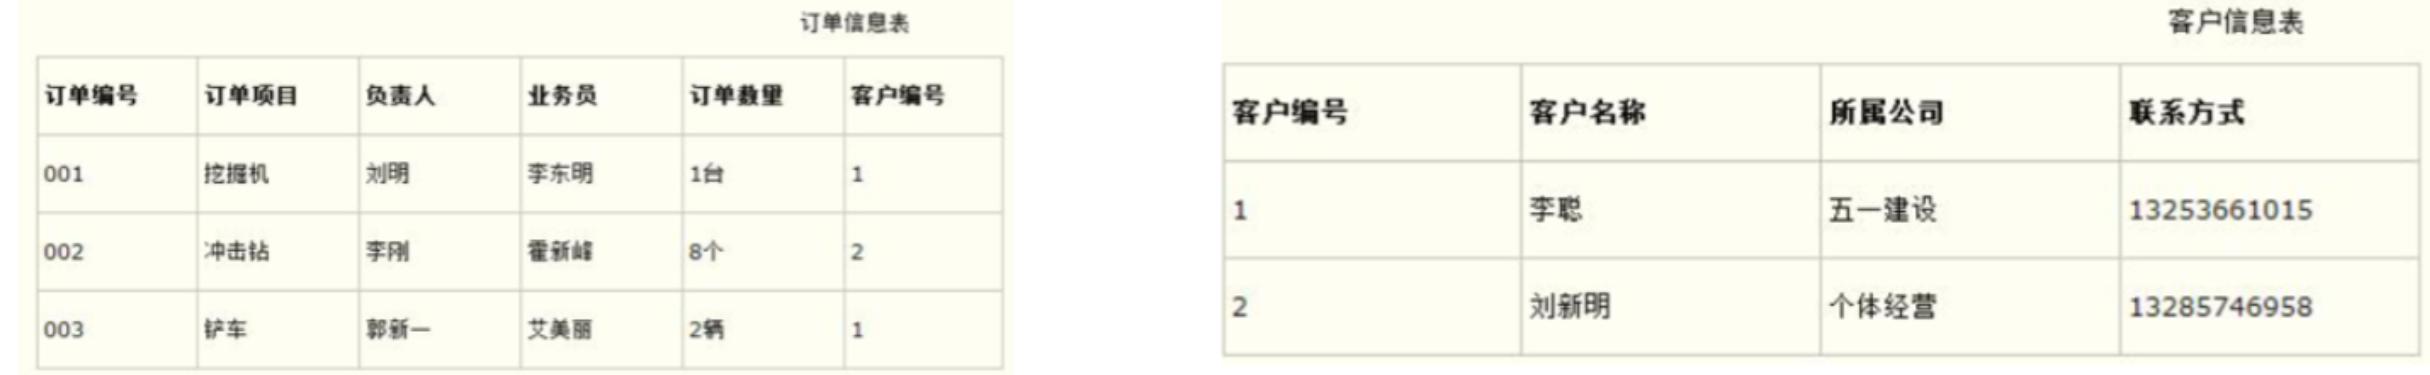 订单信息表
订单编号 订单项目 负责人 业务员 订单数量 客户编号
001 挖掘机 刘明 李东明 1台 1
002 冲击钻 李刚 霍新峰 8个 2
003 铲车 郭新一 艾美丽 2辆 1
客户信息表
客户编号 客户名称 所属公司 联系方式
1 李聪 五一建设 13253661015
2 刘新明 个体经营 13285746958